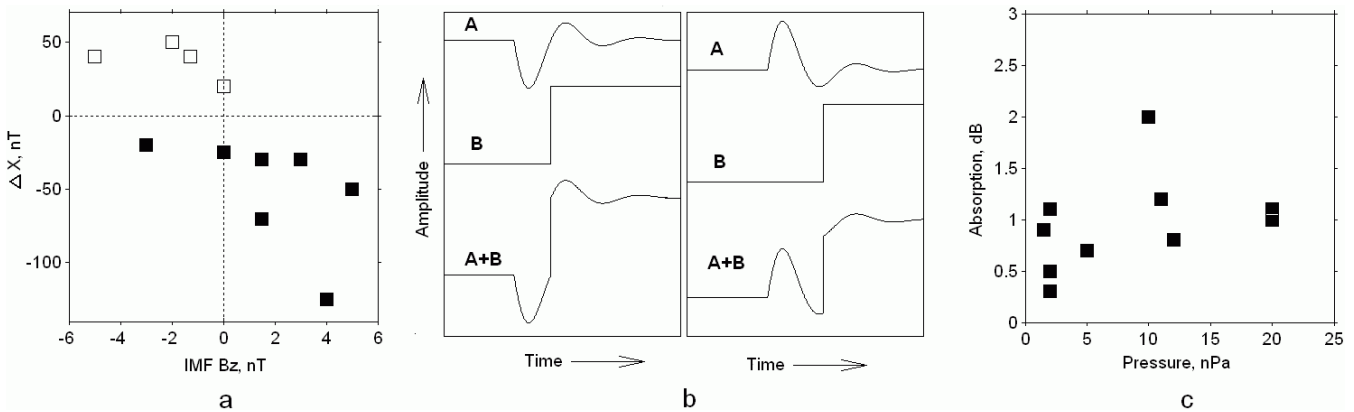 50
0
-50
-100
Δ X, nT
-6 -4 -2 0 2 4 6
IMF Bz, nT
a
Amplitude
A
B
A+B
Time
A
B
A+B
Time
b
3
2.5
2
1.5
1
0.5
0
Absorption, dB
0 5 10 15 20 25
Pressure, nPa
c